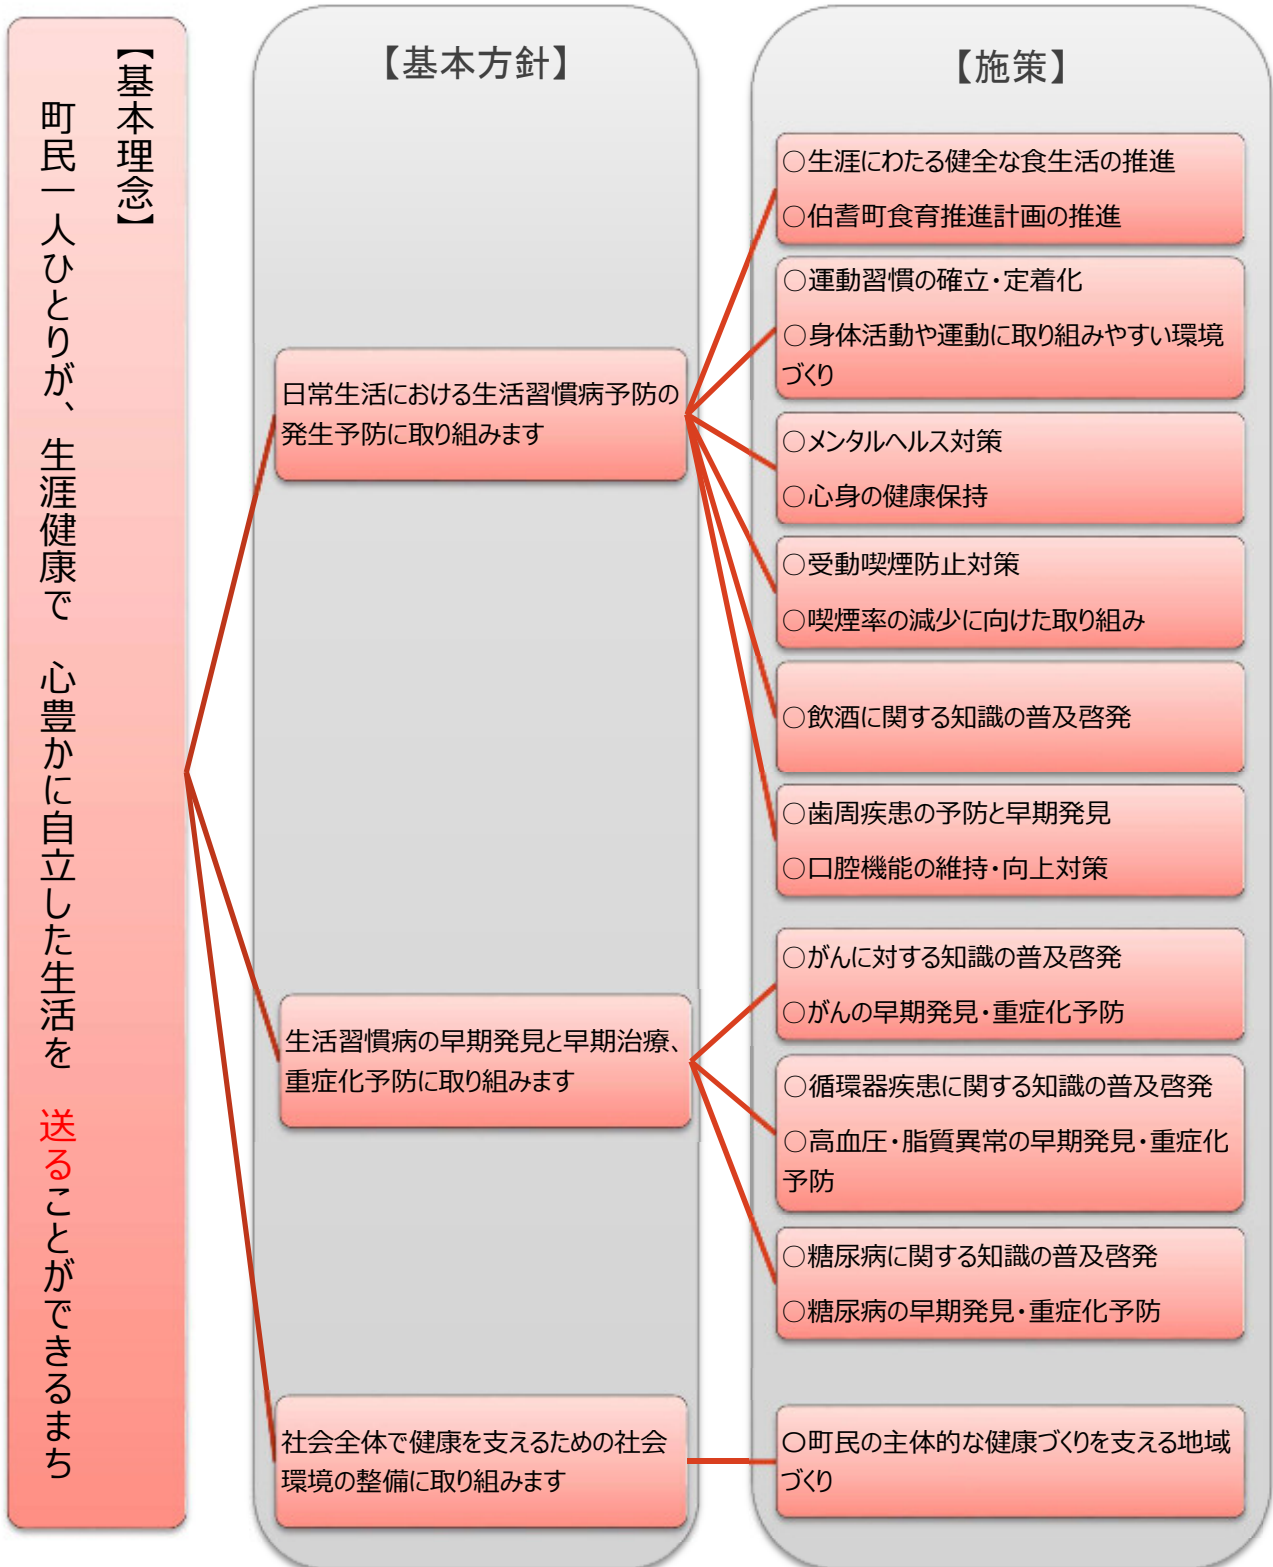 【基本理念】
町民一人ひとりが、生涯健康で　心豊かに自立した生活を　送ることができるまち
【基本方針】
日常生活における生活習慣病予防の
発生予防に取り組みます
生活習慣病の早期発見と早期治療、
重症化予防に取り組みます
社会全体で健康を支えるための社会
環境の整備に取り組みます
【施策】
○生涯にわたる健全な食生活の推進
○伯耆町食育推進計画の推進
○運動習慣の確立・定着化
○身体活動や運動に取り組みやすい環境
づくり
○メンタルヘルス対策
○心身の健康保持
○受動喫煙防止対策
○喫煙率の減少に向けた取り組み
○飲酒に関する知識の普及啓発
○歯周疾患の予防と早期発見
○口腔機能の維持・向上対策
○がんに対する知識の普及啓発
○がんの早期発見・重症化予防
○循環器疾患に関する知識の普及啓発
○高血圧・脂質異常の早期発見・重症化
予防
○糖尿病に関する知識の普及啓発
○糖尿病の早期発見・重症化予防
〇町民の主体的な健康づくりを支える地域
づくり